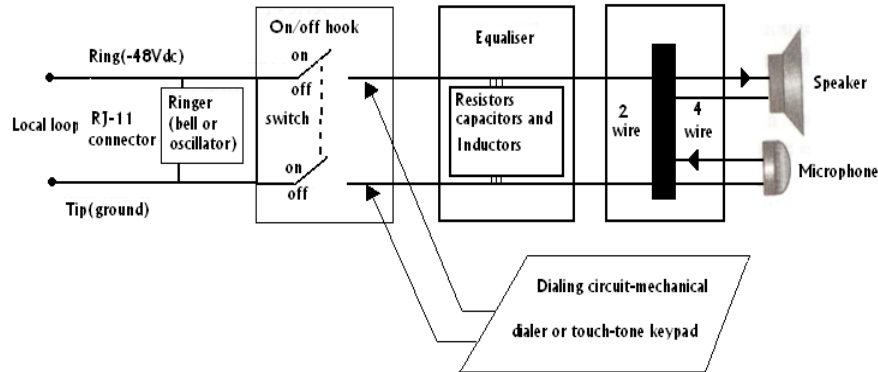 On/off hook
Ring(-48Vdc)
on
off
Equaliser
Speaker
Local loop
RJ-11
connector
Ringer
(bell or
oscillator)
switch
Resistors
capacitors and
Inductors
2
wire
4
wire
on
off
Microphone
Tip(ground)
Dialing circuit-mechanical
dialer or touch-tone keypad